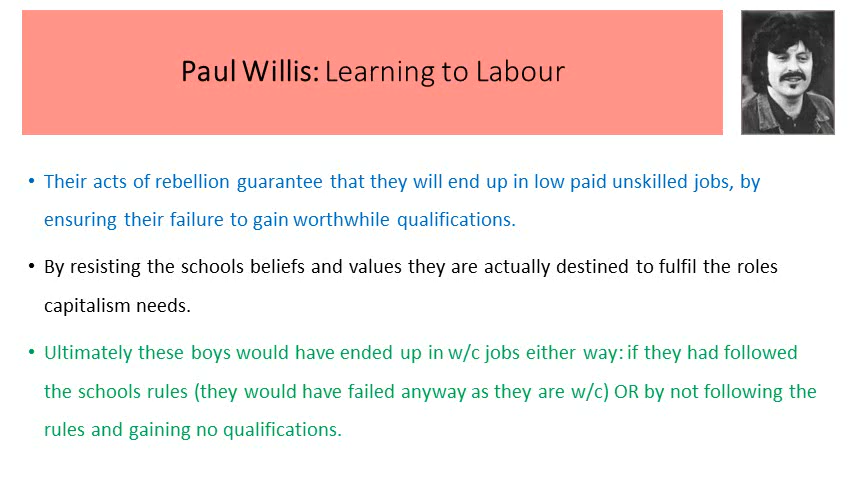 Paul Willis: Learning to Labour
• Their acts of rebellion guarantee that they will end up in low paid unskilled jobs, by
ensuring their failure to gain worthwhile qualifications.
• By resisting the schools beliefs and values they are actually destined to fulfil the roles
capitalism needs.
• Ultimately these boys would have ended up in w/c jobs either way: if they had followed
the schools rules (they would have failed anyway as they are w/c) OR by not following the
rules and gaining no qualifications.